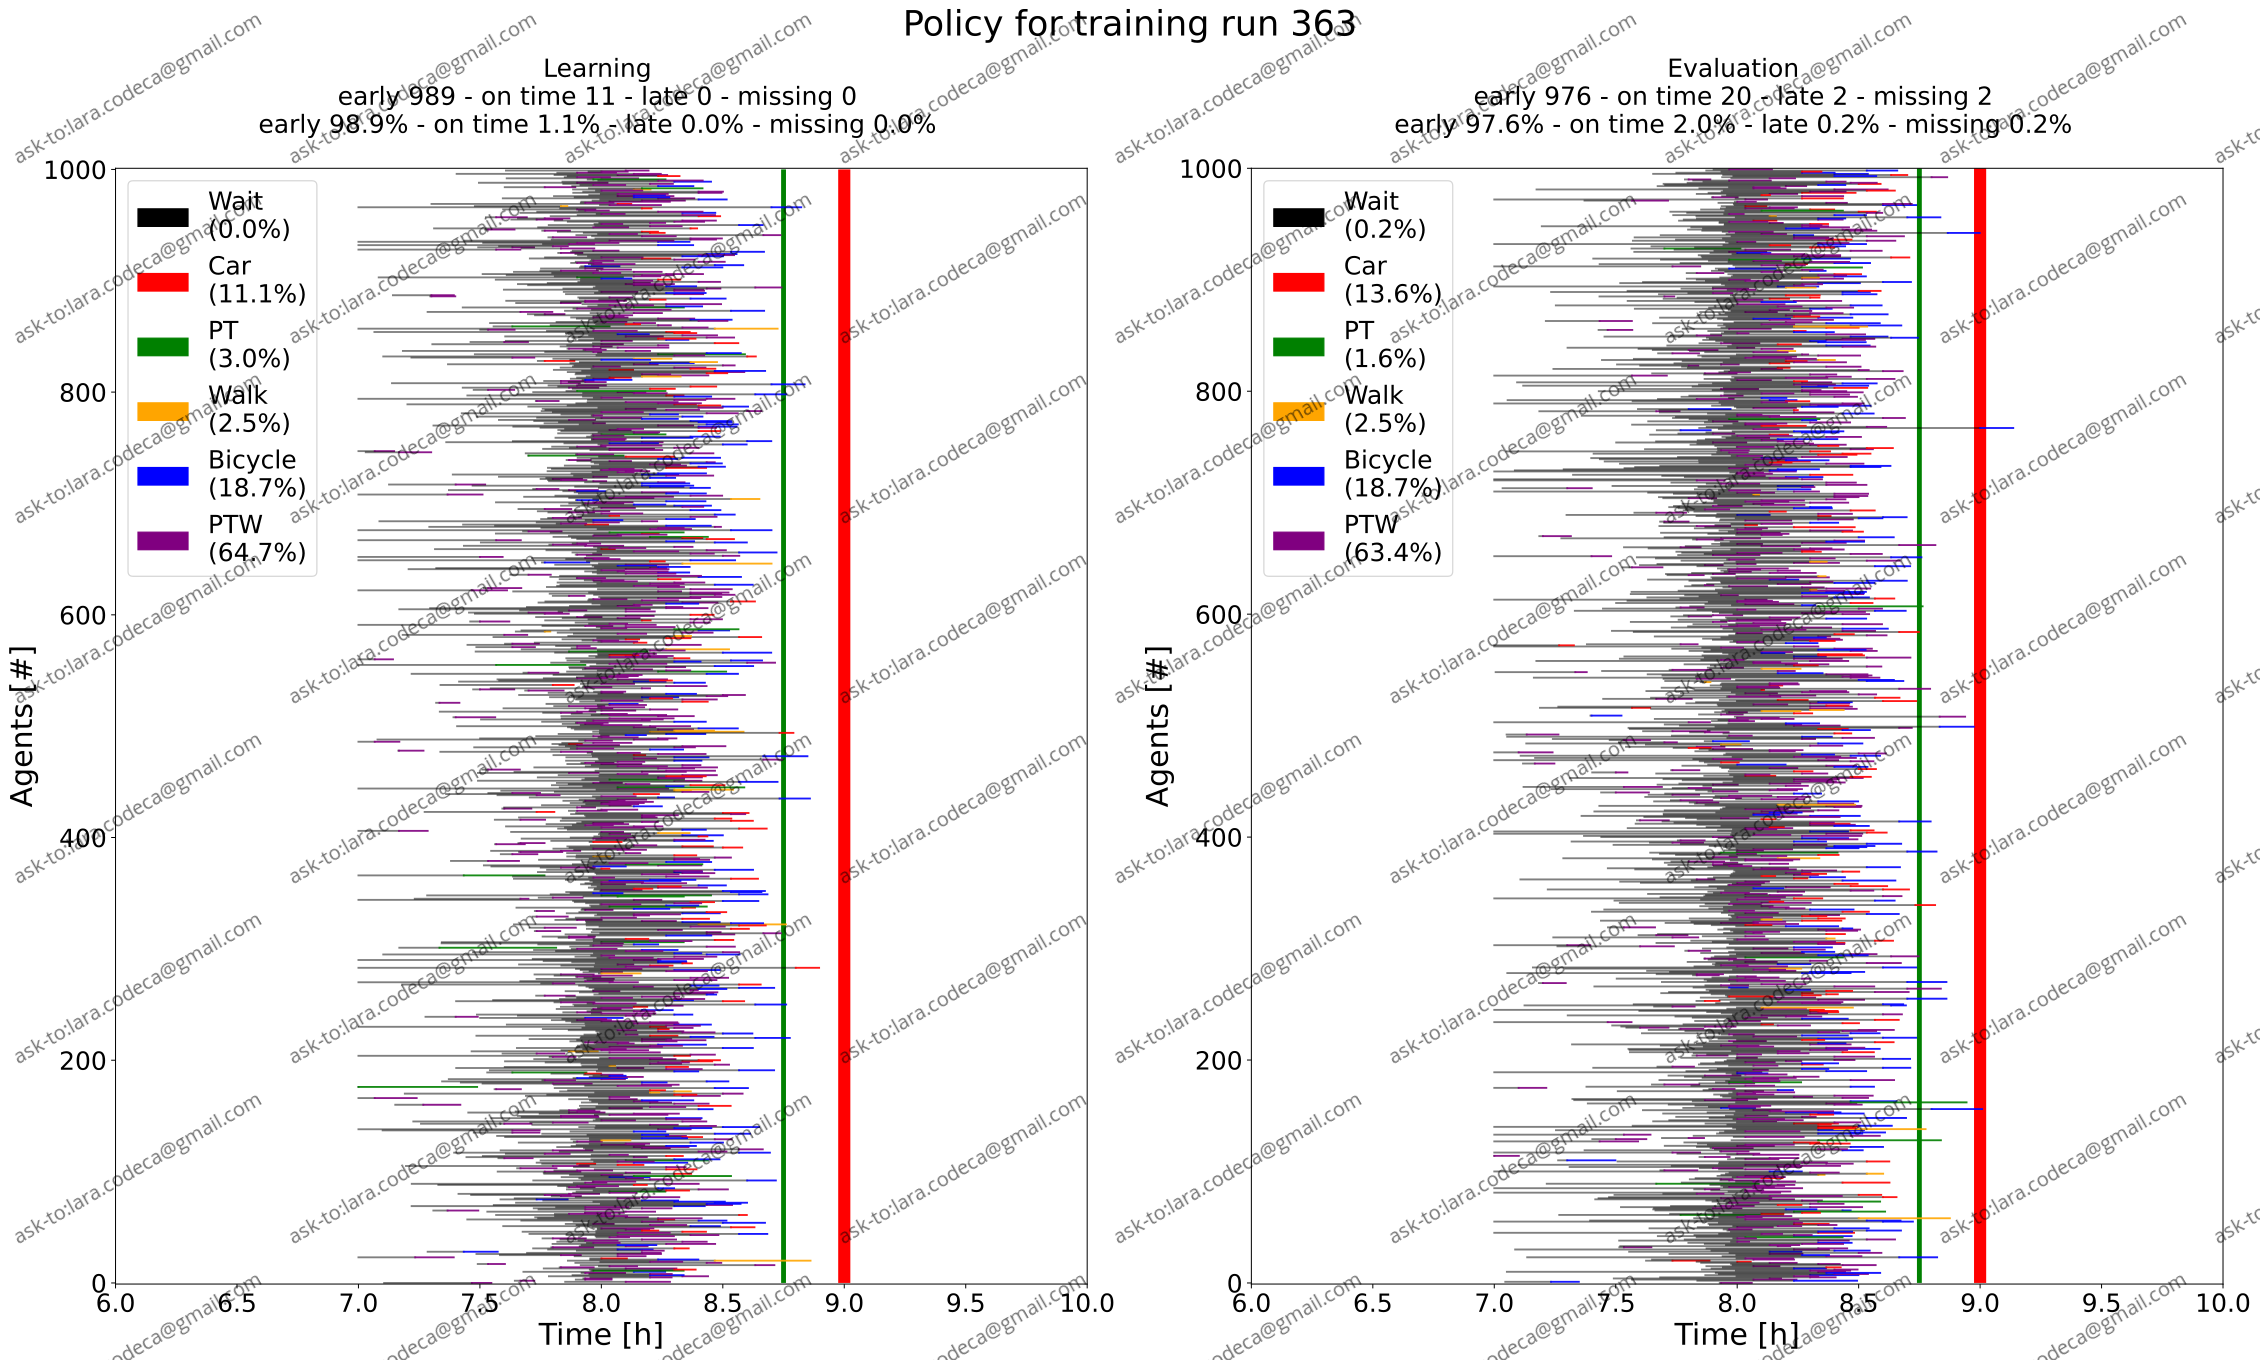 Policy for training run 363
Learning
early 989 - on time 11 - late 0 - missing 0
early 98.9% - on time 1.1% - late 0.0% - missing 0.0%
Wait
(0.0%)
Car
(11.1%)
PT
(3.0%)
Walk
(2.5%)
Bicycle
(18.7%)
PTW
(64.7%)
Agents [#]
1000
800
600
400
200
0
6.0 6.5 7.0 7.5 8.0 8.5 9.0 9.5 10.0
Time [h]
Evaluation
early 976 - on time 20 - late 2 - missing 2
early 97.6% - on time 2.0% - late 0.2% - missing 0.2%
Wait
(0.2%)
Car
(13.6%)
PT
(1.6%)
Walk
(2.5%)
Bicycle
(18.7%)
PTW
(63.4%)
Agents [#]
1000
800
600
400
200
0
6.0 6.5 7.0 7.5 8.0 8.5 9.0 9.5 10.0
Time [h]
ask-to:lara.codeca@gmail.com